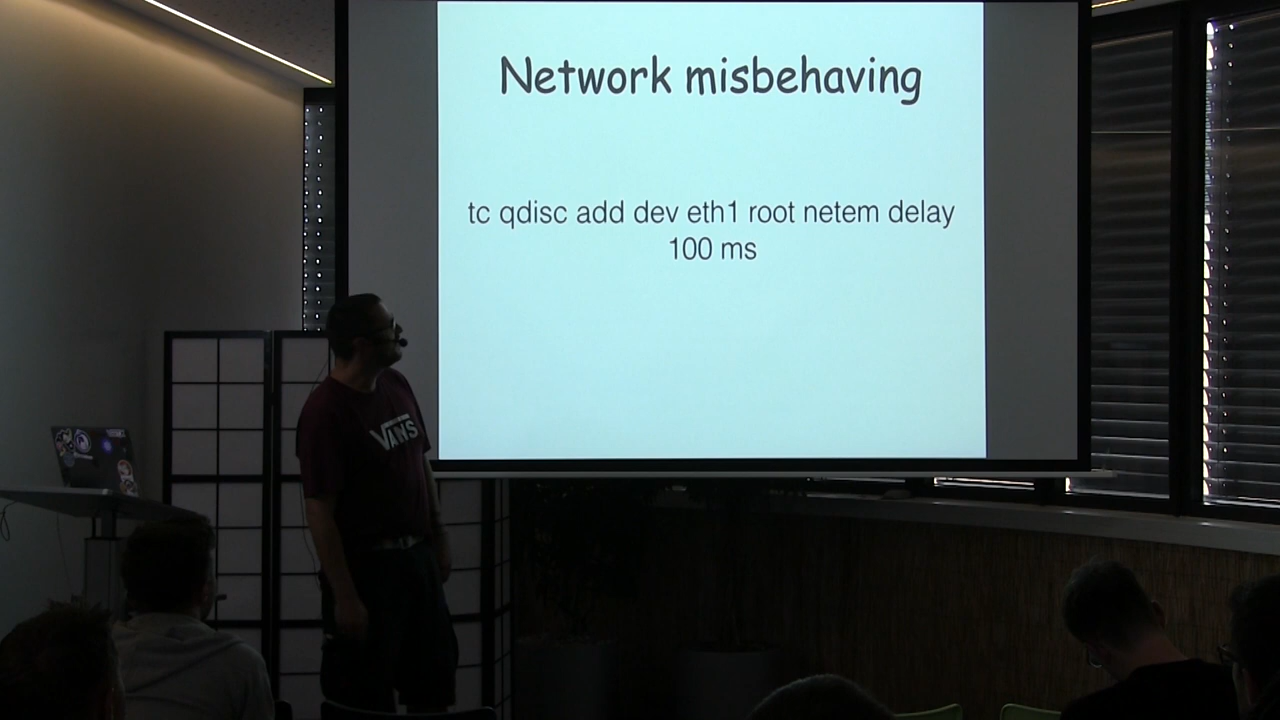 Network misbehaving
tc qdisc add dev eth1 root netem delay
100 ms
VANS